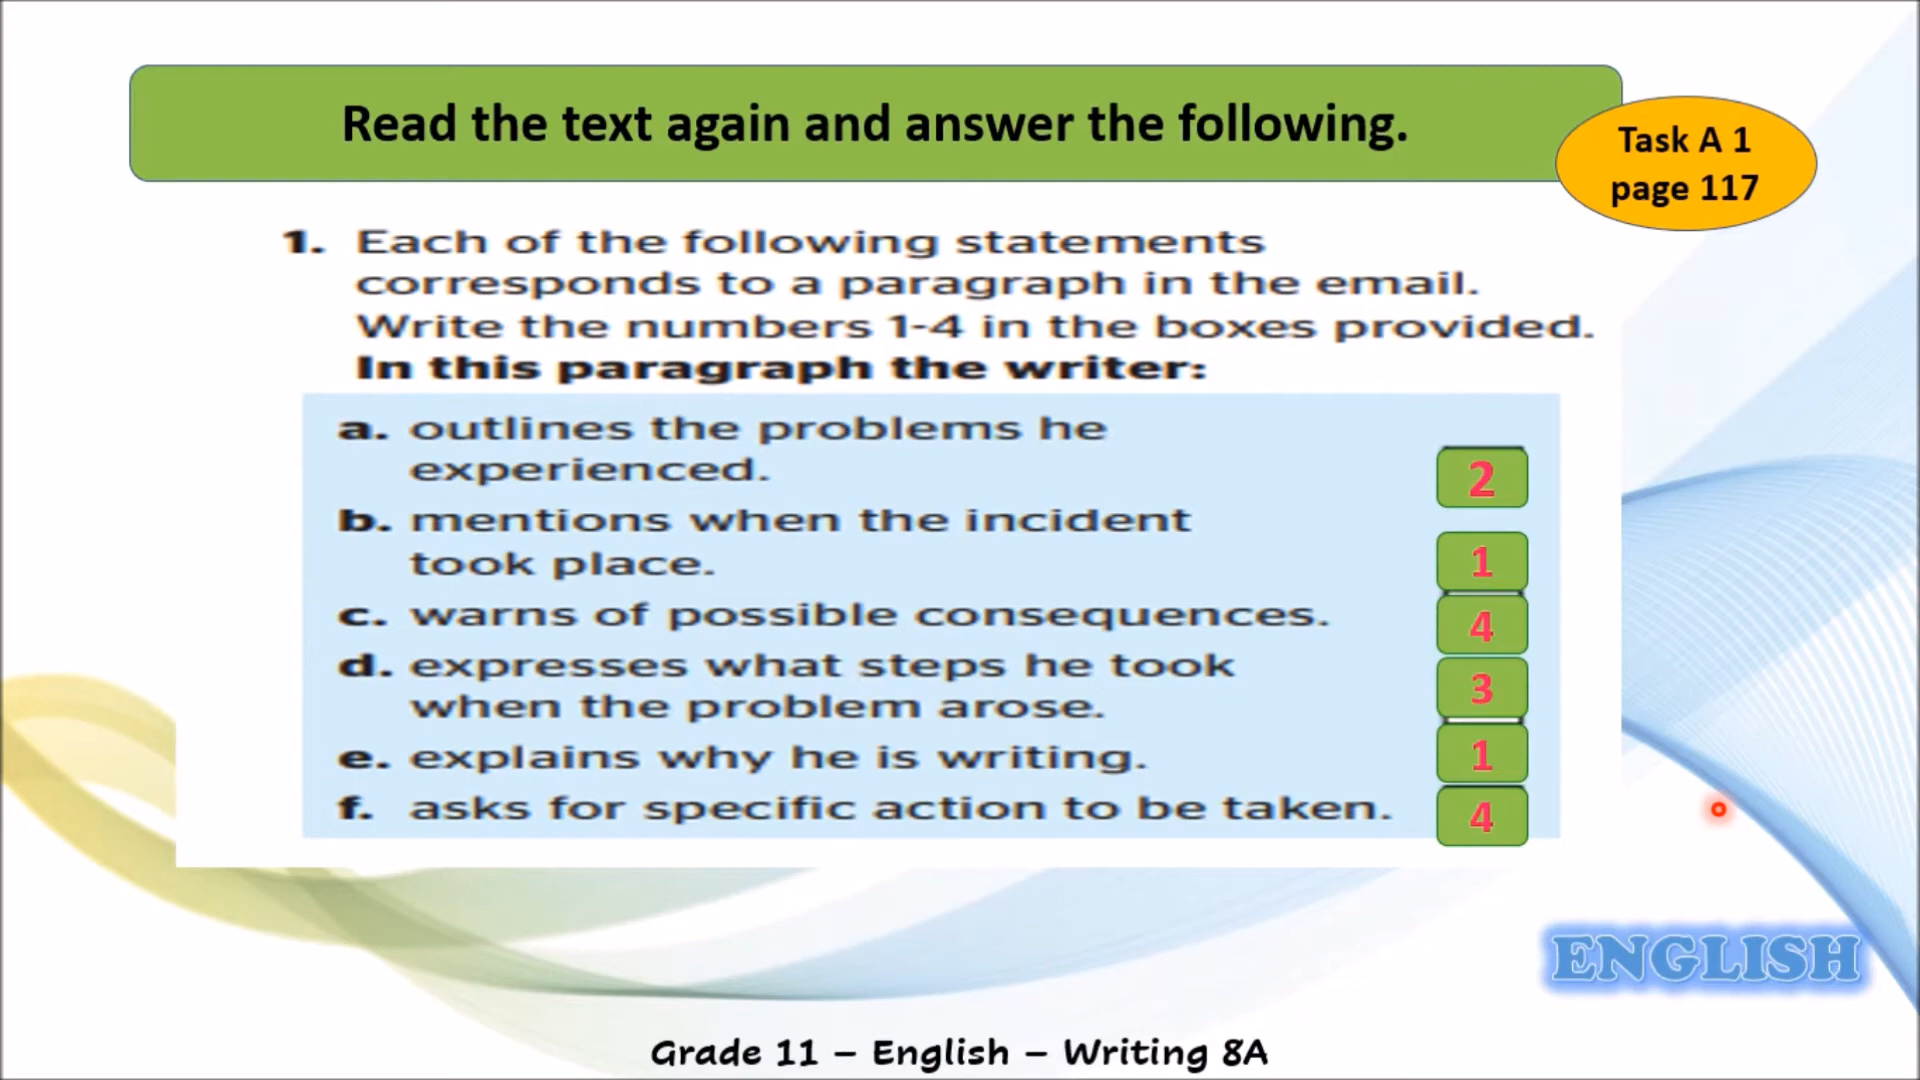 Read the text again and answer the following.
Task A 1
page 117
1. Each of the following statements
corresponds to a paragraph in the email.
Write the numbers 1-4 in the boxes provided.
In this paragraph the writer:
a. outlines the problems he
experienced.
2
b. mentions when the incident
took place.
1
c. warns of possible consequences.
4
d. expresses what steps he took
when the problem arose.
3
e. explains why he is writing.
1
f. asks for specific action to be taken.
4
ENGLISH
Grade 11 – English – Writing 8A